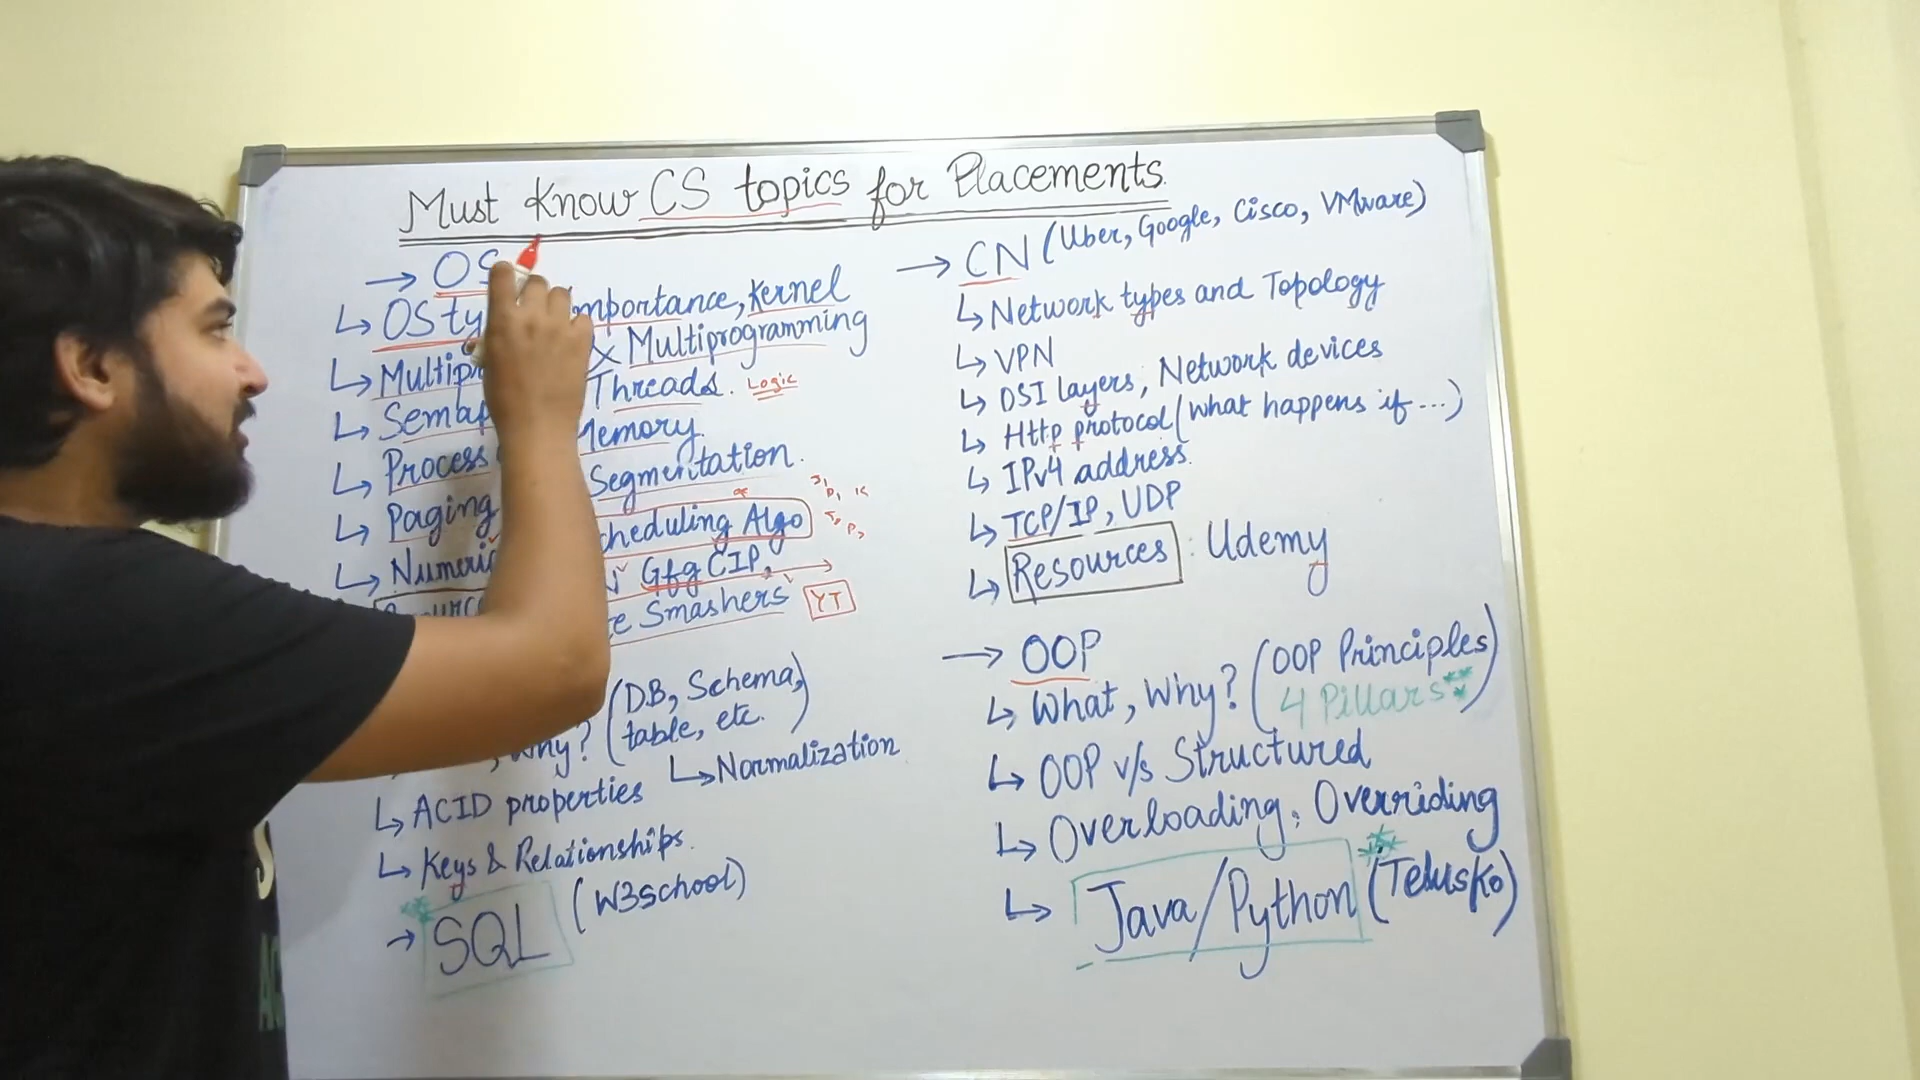 Must Know CS topics for Placements.
→ OS
↳ OS ty mportance, Kernel
↳ Multip x Multiprogramming
↳ Semap Threads. Logic
↳ Process Memory
↳ Paging Segmentation.
↳ Numeric cheduling Algo
Gfg CIP,
te Smashers YT
, Why? (DB, Schema, table, etc.)
↳ ACID properties ↳ Normalization
↳ Keys & Relationships.
→ SQL (W3School)
→ CN (Uber, Google, Cisco, VMware)
↳ Network types and Topology
↳ VPN
↳ OSI layers, Network devices
↳ Http protocol (What happens if ...)
↳ IPv4 address.
↳ TCP/IP, UDP
↳ Resources : Udemy
→ OOP
↳ What, Why? (OOP Principles)
4 Pillars
↳ OOP v/s Structured
↳ Overloading, Overriding
↳ Java/Python (Telusko)